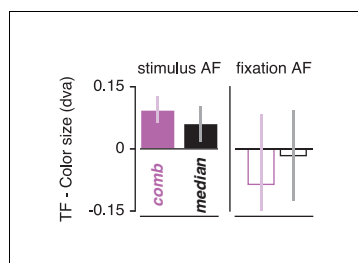 stimulus AF
fixation AF
TF - Color size (dva)
0.15
0
-0.15
comb
median